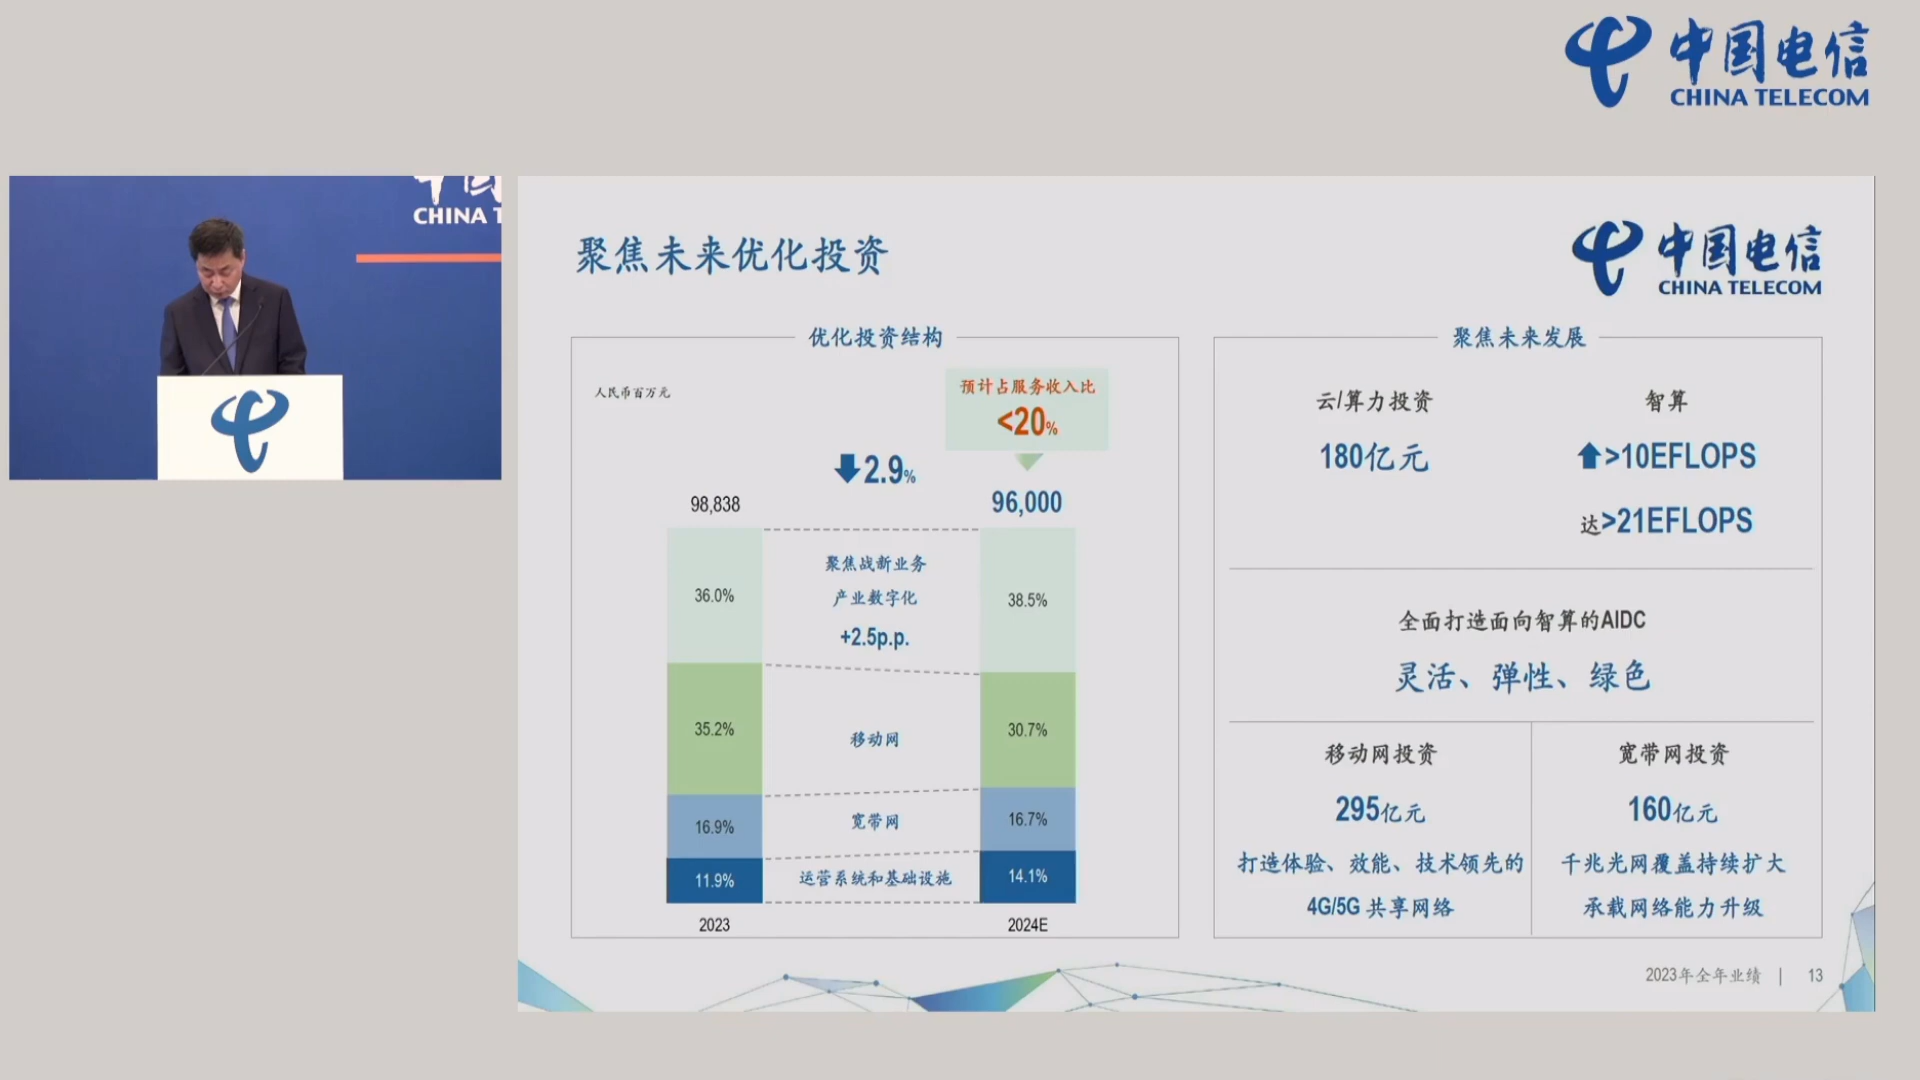 中国电信
CHINA TELECOM
中国
CHINA T
聚焦未来优化投资
中国电信
CHINA TELECOM
优化投资结构
人民币百万元
预计占服务收入比
<20%
2.9%
98,838
96,000
36.0%
聚焦战新业务
产业数字化
+2.5p.p.
38.5%
35.2%
移动网
30.7%
16.9%
宽带网
16.7%
11.9%
运营系统和基础设施
14.1%
2023
2024E
聚焦未来发展
云/算力投资
180亿元
智算
>10EFLOPS
达>21EFLOPS
全面打造面向智算的AIDC
灵活、弹性、绿色
移动网投资
295亿元
打造体验、效能、技术领先的
4G/5G 共享网络
宽带网投资
160亿元
千兆光网覆盖持续扩大
承载网络能力升级
2023年全年业绩 | 13